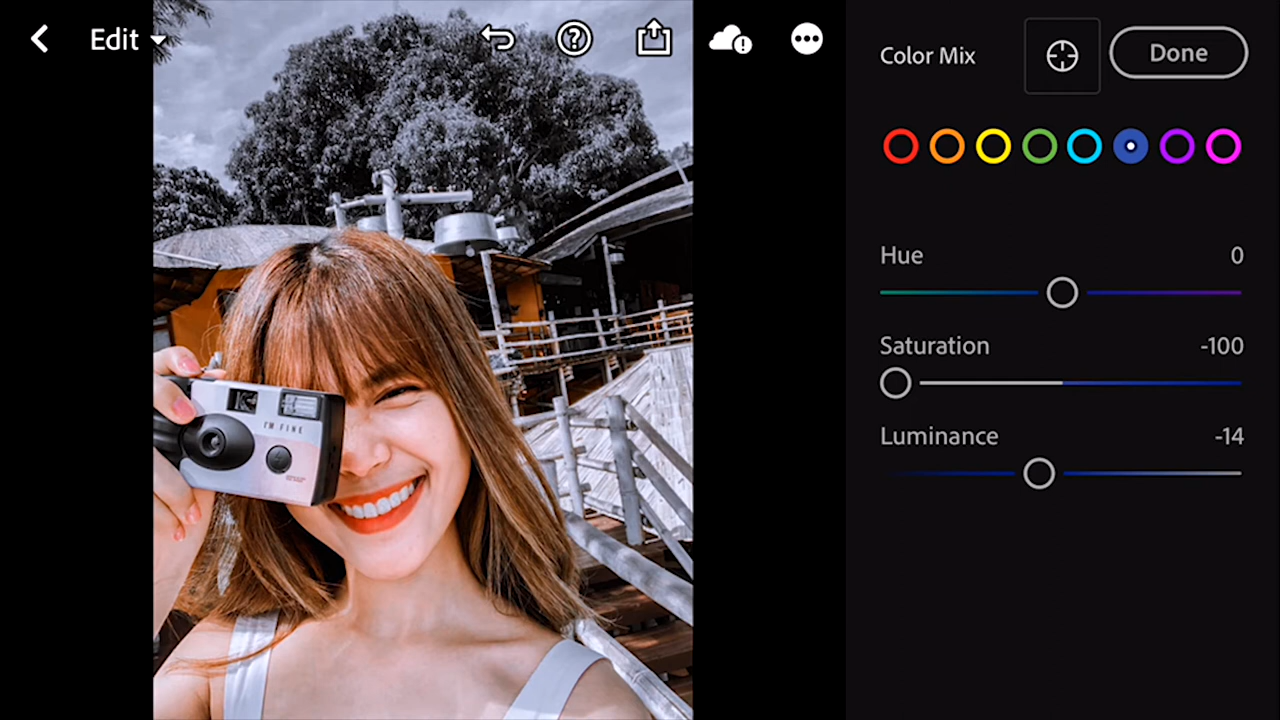 Edit
Color Mix
Done
Hue 0
Saturation -100
Luminance -14
I'M FINE